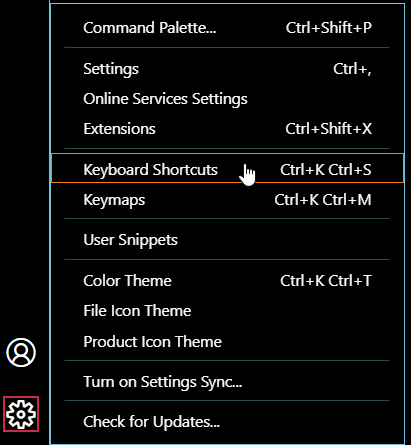 Command Palette... Ctrl+Shift+P
Settings Ctrl+,
Online Services Settings
Extensions Ctrl+Shift+X
Keyboard Shortcuts Ctrl+K Ctrl+S
Keymaps Ctrl+K Ctrl+M
User Snippets
Color Theme Ctrl+K Ctrl+T
File Icon Theme
Product Icon Theme
Turn on Settings Sync...
Check for Updates...